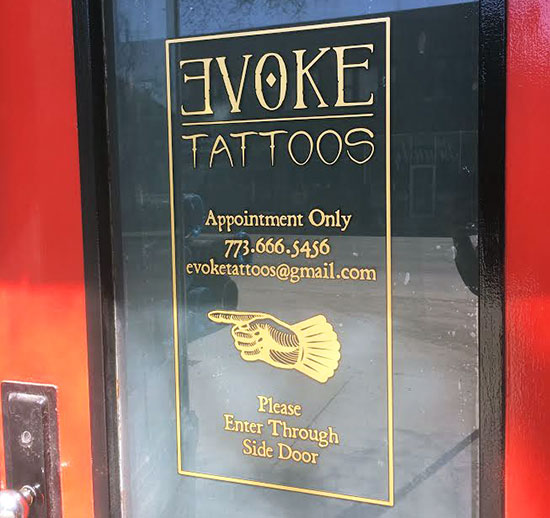 EVOKE
TATTOOS
Appointment Only
773.666.5456
evoketattoos@gmail.com
Please
Enter Through
Side Door